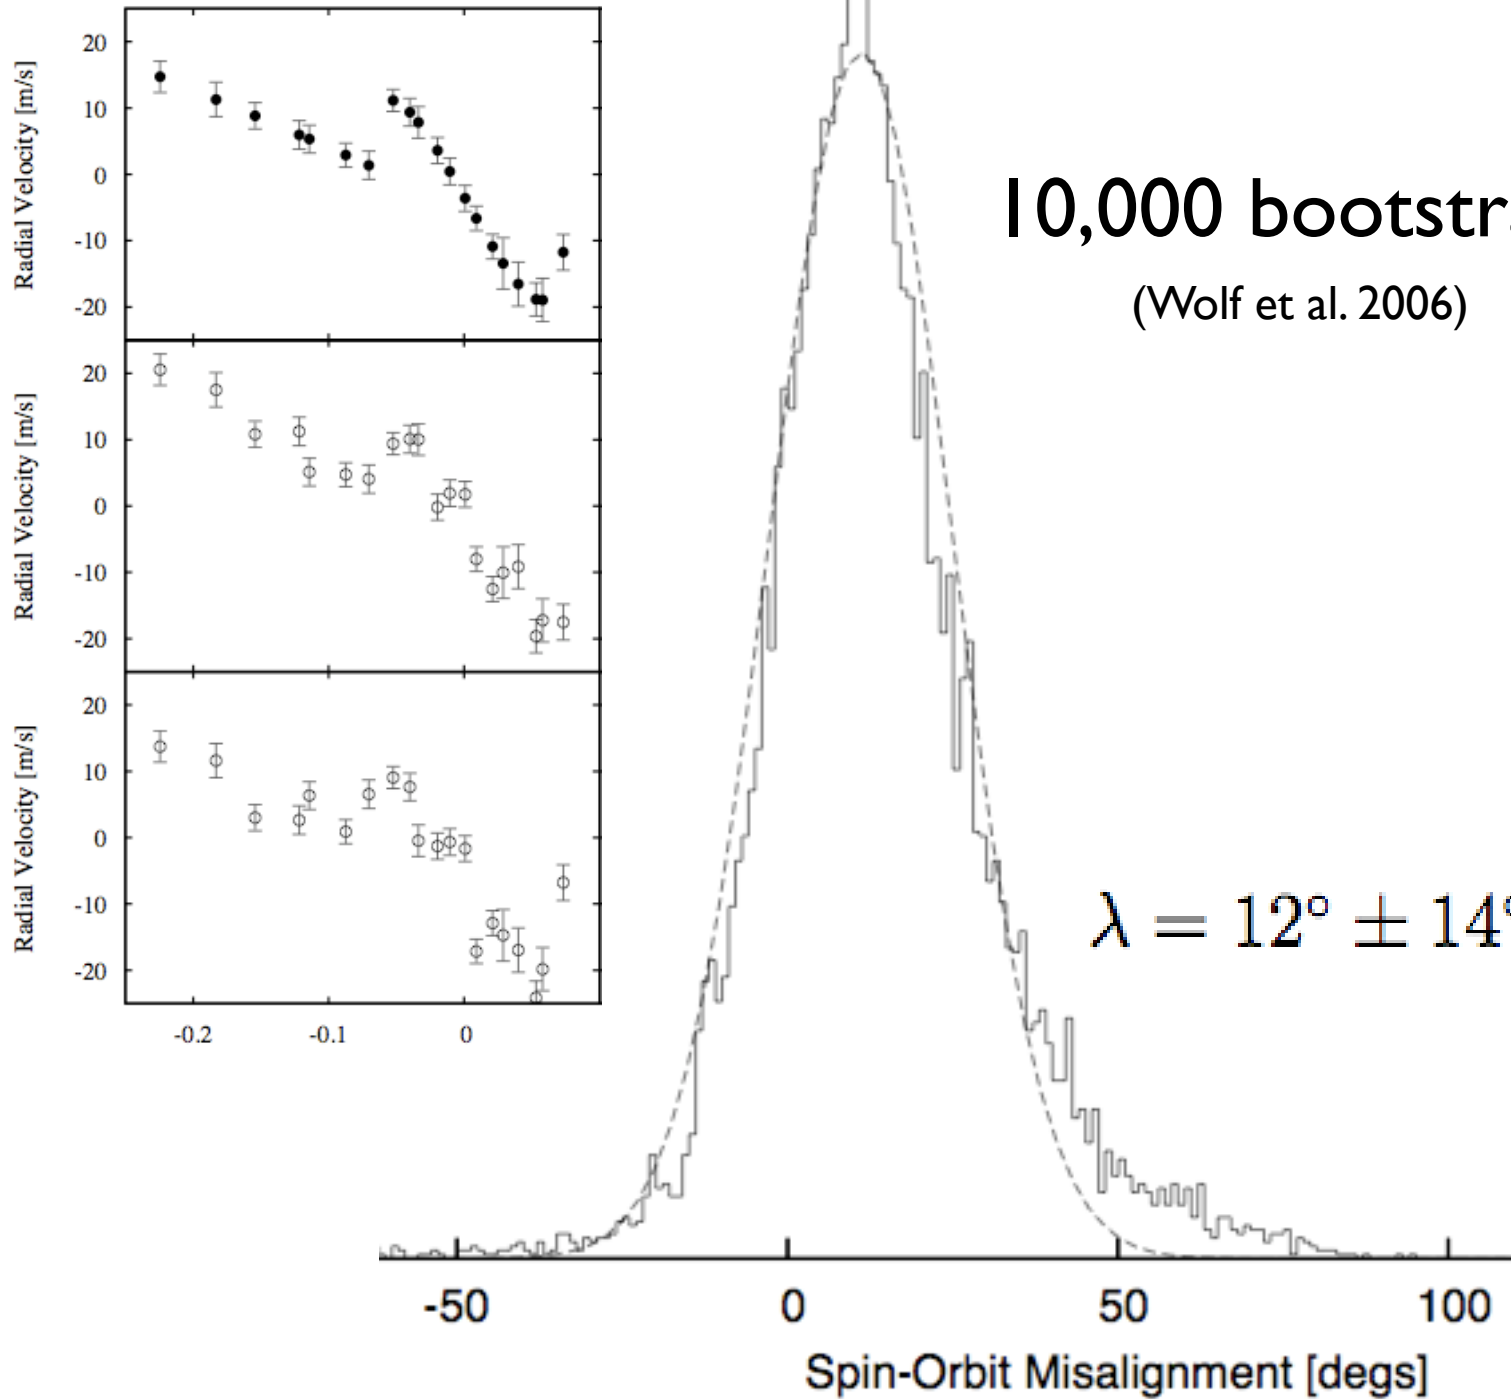 Radial Velocity [m/s]
20
10
0
-10
-20
Radial Velocity [m/s]
20
10
0
-10
-20
Radial Velocity [m/s]
20
10
0
-10
-20
-0.2 -0.1 0
10,000 bootstr
(Wolf et al. 2006)
λ = 12° ± 14°
-50 0 50 100
Spin-Orbit Misalignment [degs]